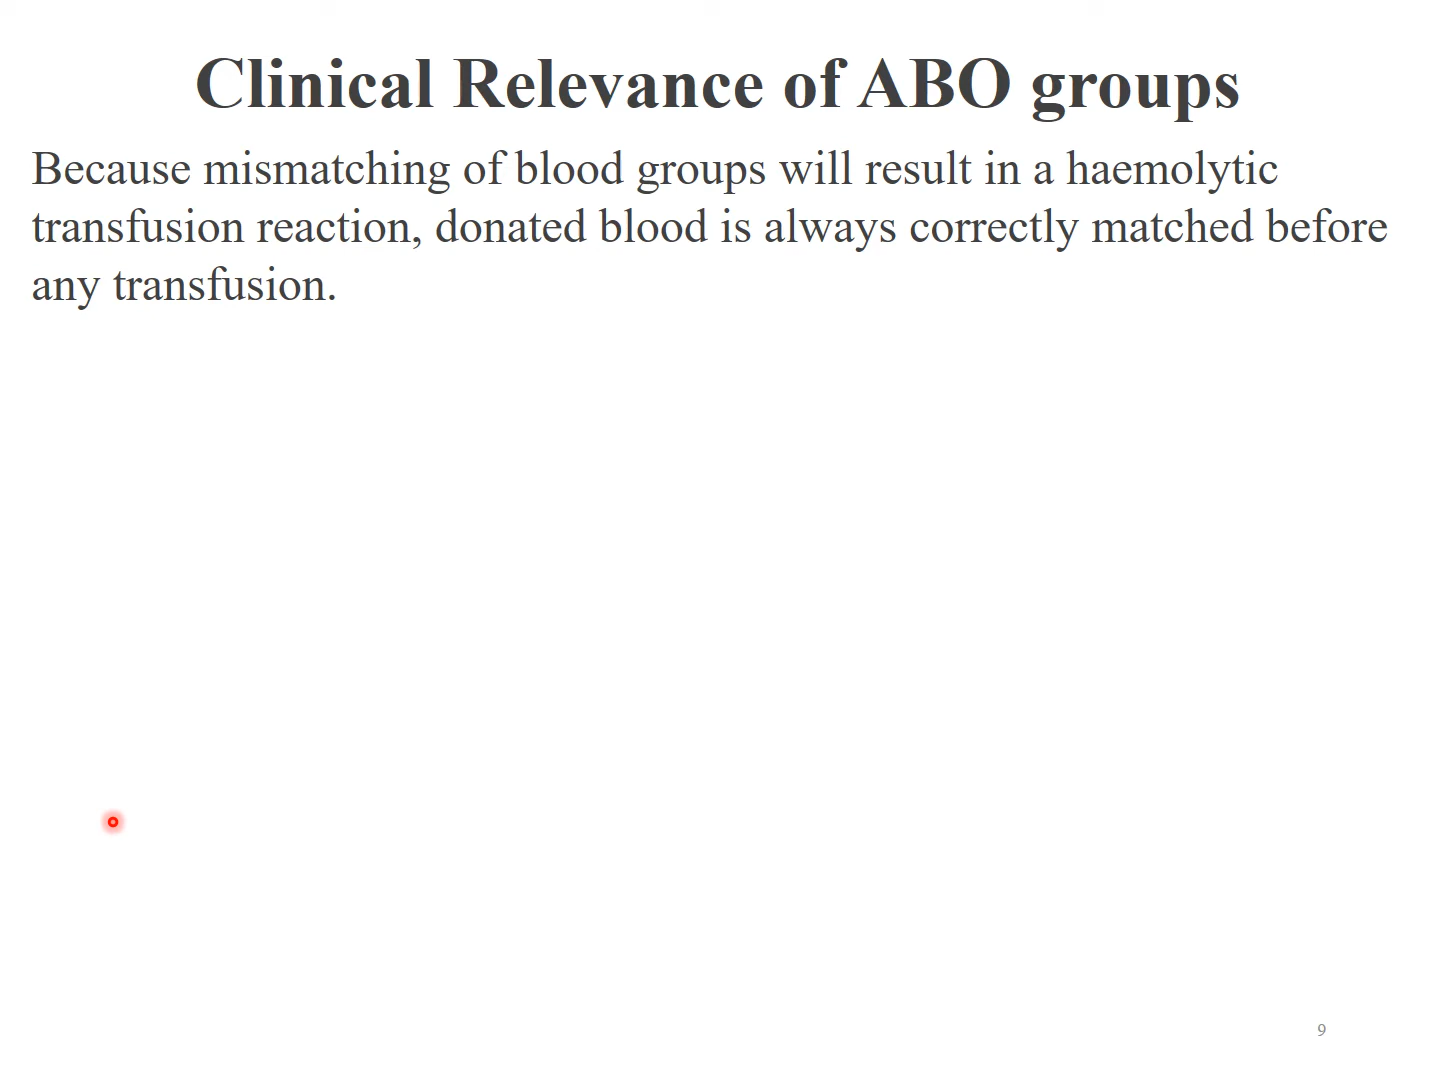 Clinical Relevance of ABO groups
Because mismatching of blood groups will result in a haemolytic
transfusion reaction, donated blood is always correctly matched before
any transfusion.
9